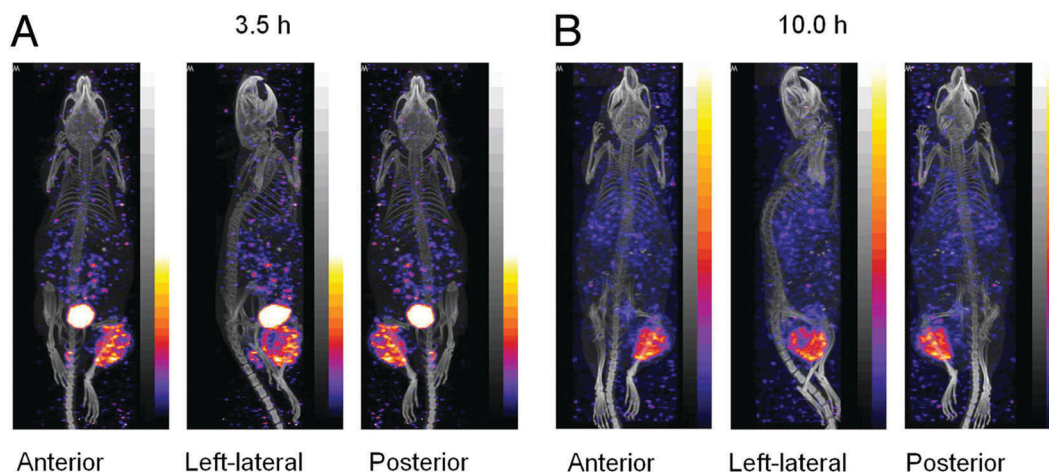 A
3.5 h
B
10.0 h
Anterior
Left-lateral
Posterior
Anterior
Left-lateral
Posterior